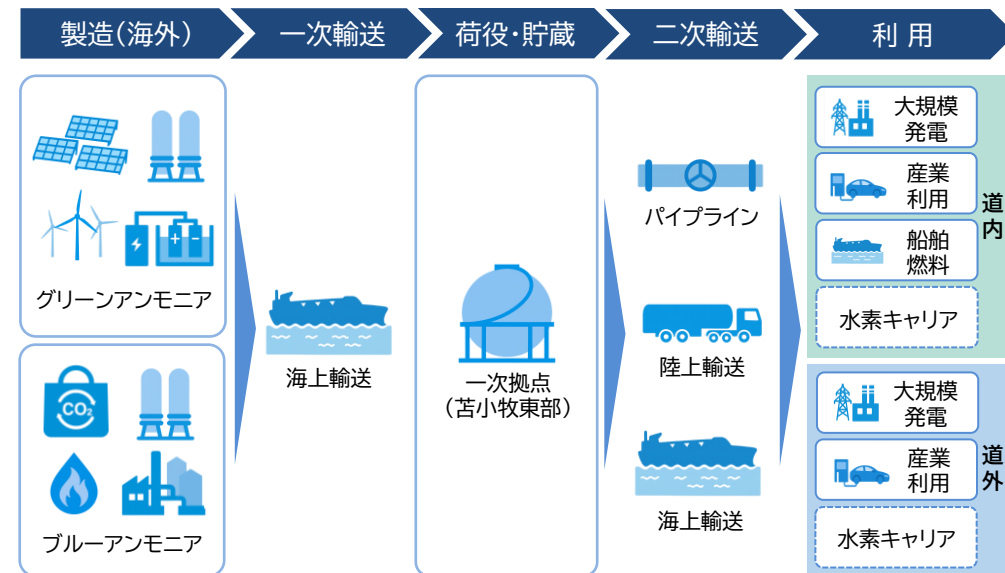 製造(海外)
一次輸送
荷役・貯蔵
二次輸送
利用
グリーンアンモニア
CO₂
ブルーアンモニア
海上輸送
一次拠点
(苫小牧東部)
パイプライン
陸上輸送
海上輸送
大規模
発電
産業
利用
船舶
燃料
水素キャリア
道内
大規模
発電
産業
利用
水素キャリア
道外